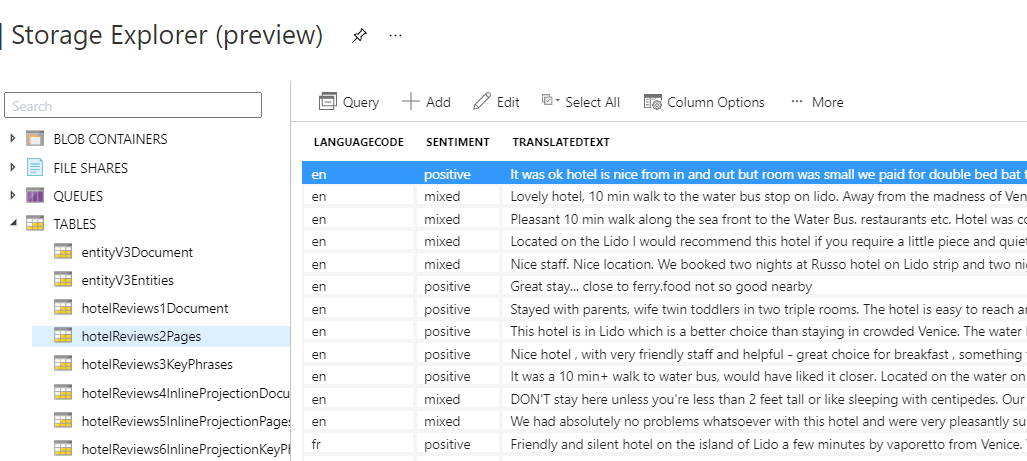 Storage Explorer (preview)
Search
BLOB CONTAINERS
FILE SHARES
QUEUES
TABLES
entityV3Document
entityV3Entities
hotelReviews1Document
hotelReviews2Pages
hotelReviews3KeyPhrases
hotelReviews4InlineProjectionDocu
hotelReviews5InlineProjectionPages
hotelReviews6InlineProjectionKeyPh
Query Add Edit Select All Column Options More
LANGUAGECODE SENTIMENT TRANSLATEDTEXT
en positive It was ok hotel is nice from in and out but room was small we paid for double bed bat
en mixed Lovely hotel, 10 min walk to the water bus stop on lido. Away from the madness of Ven
en mixed Pleasant 10 min walk along the sea front to the Water Bus. restaurants etc. Hotel was co
en mixed Located on the Lido I would recommend this hotel if you require a little piece and quiet
en mixed Nice staff. Nice location. We booked two nights at Russo hotel on Lido strip and two nig
en positive Great stay... close to ferry.food not so good nearby
en positive Stayed with parents, wife twin toddlers in two triple rooms. The hotel is easy to reach an
en positive This hotel is in Lido which is a better choice than staying in crowded Venice. The water
en positive Nice hotel , with very friendly staff and helpful - great choice for breakfast , something
en positive It was a 10 min+ walk to water bus, would have liked it closer. Located on the water on
en mixed DON'T stay here unless you're less than 2 feet tall or like sleeping with centipedes. Our
en mixed We had absolutely no problems whatsoever with this hotel and were very pleasantly su
fr positive Friendly and silent hotel on the island of Lido a few minutes by vaporetto from Venice.